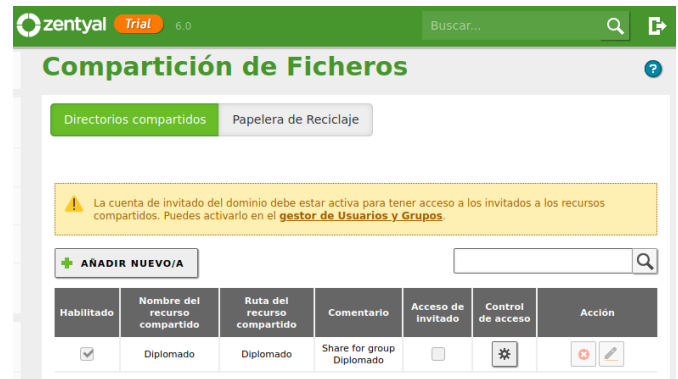 zentyal Trial 6.0 Buscar...
Compartición de Ficheros ?
Directorios compartidos Papelera de Reciclaje
La cuenta de invitado del dominio debe estar activa para tener acceso a los invitados a los recursos
compartidos. Puedes activarlo en el gestor de Usuarios y Grupos.
AÑADIR NUEVO/A
Habilitado Nombre del recurso compartido Ruta del recurso compartido Comentario Acceso de invitado Control de acceso Acción
Diplomado Diplomado Share for group Diplomado